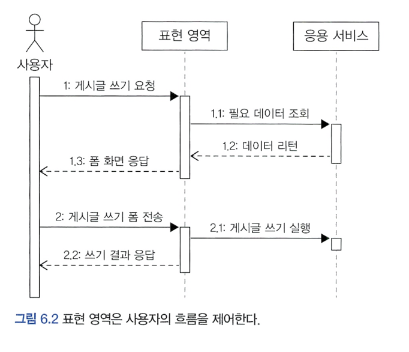 표현 영역
응용 서비스
사용자
1: 게시글 쓰기 요청
1.1: 필요 데이터 조회
1.2: 데이터 리턴
1.3: 폼 화면 응답
2: 게시글 쓰기 폼 전송
2.1: 게시글 쓰기 실행
2.2: 쓰기 결과 응답
그림 6.2 표현 영역은 사용자의 흐름을 제어한다.